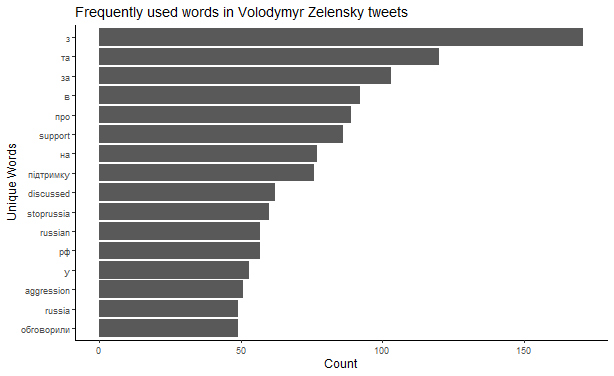 Frequently used words in Volodymyr Zelensky tweets
з
та
за
в
про
support
на
підтримку
discussed
stoprussia
russian
рф
у
aggression
russia
обговорили
Unique Words
0 50 100 150
Count